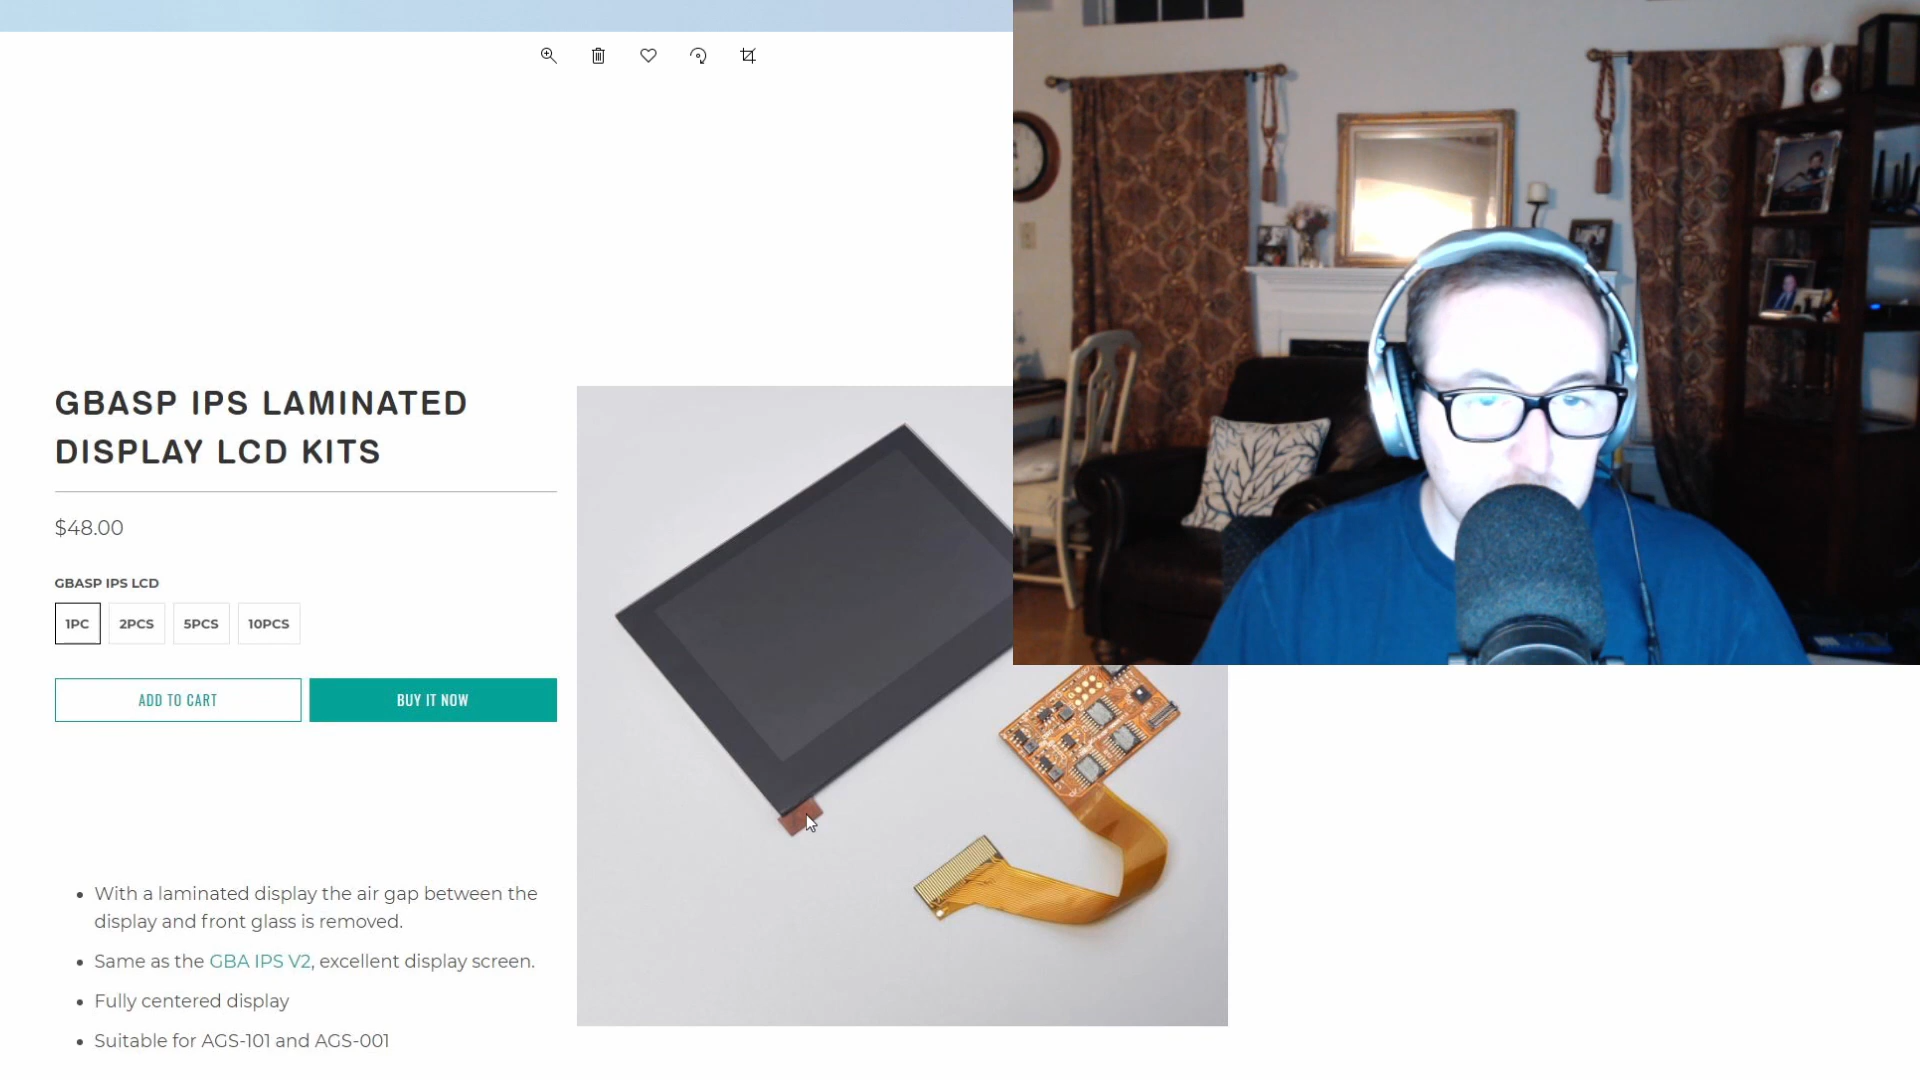 GBASP IPS LAMINATED
DISPLAY LCD KITS
$48.00
GBASP IPS LCD
1PC 2PCS 5PCS 10PCS
ADD TO CART BUY IT NOW
With a laminated display the air gap between the
display and front glass is removed.
Same as the GBA IPS V2, excellent display screen.
Fully centered display
Suitable for AGS-101 and AGS-001